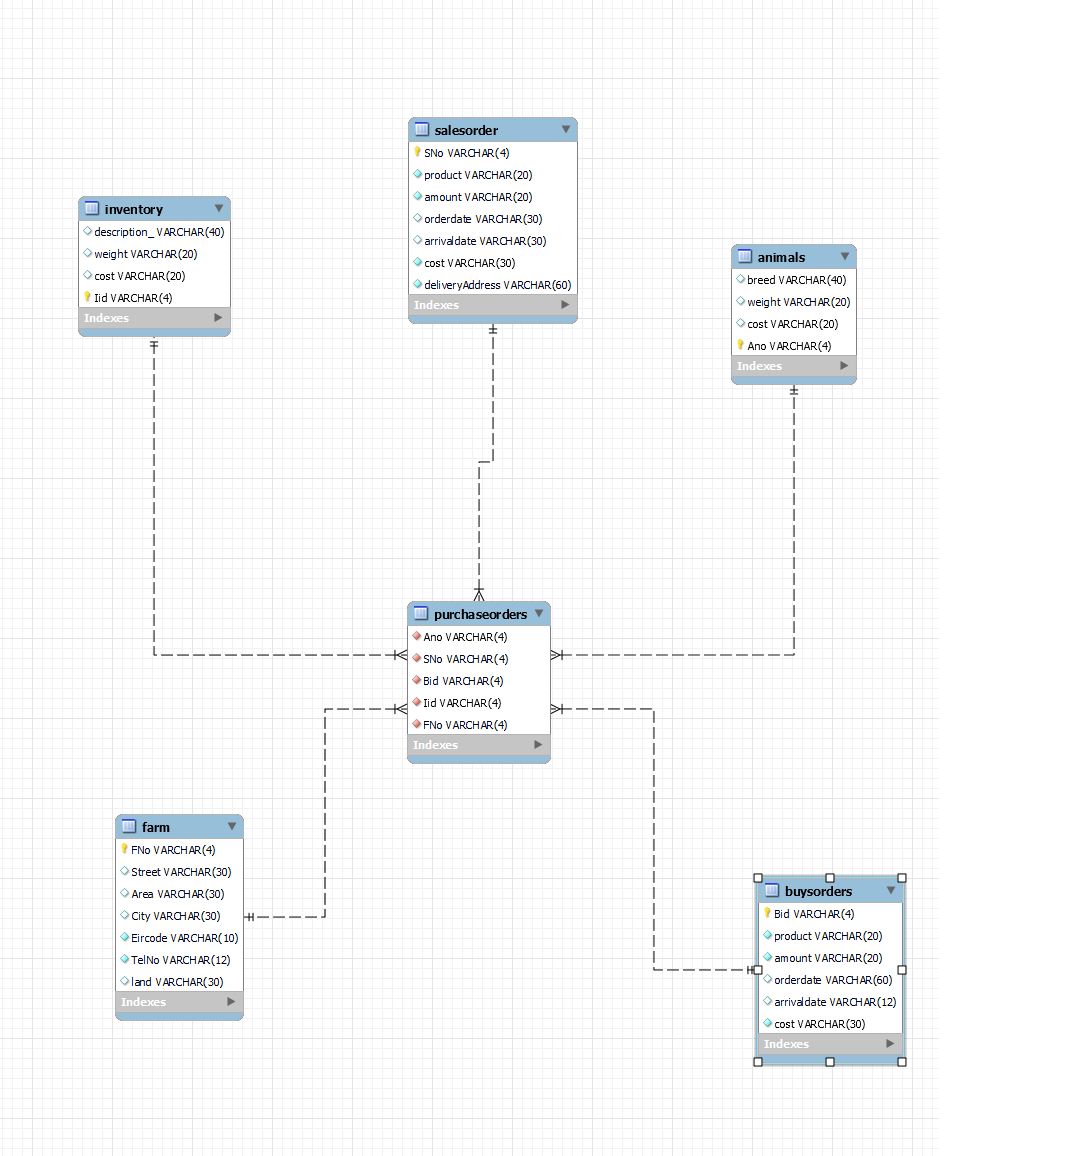 salesorder
SNo VARCHAR(4)
product VARCHAR(20)
amount VARCHAR(20)
orderdate VARCHAR(30)
arrivaldate VARCHAR(30)
cost VARCHAR(30)
deliveryAddress VARCHAR(60)
Indexes
inventory
description_ VARCHAR(40)
weight VARCHAR(20)
cost VARCHAR(20)
Iid VARCHAR(4)
Indexes
animals
breed VARCHAR(40)
weight VARCHAR(20)
cost VARCHAR(20)
Ano VARCHAR(4)
Indexes
purchaseorders
Ano VARCHAR(4)
SNo VARCHAR(4)
Bid VARCHAR(4)
Iid VARCHAR(4)
FNo VARCHAR(4)
Indexes
farm
FNo VARCHAR(4)
Street VARCHAR(30)
Area VARCHAR(30)
City VARCHAR(30)
Eircode VARCHAR(10)
TelNo VARCHAR(12)
land VARCHAR(30)
Indexes
buysorders
Bid VARCHAR(4)
product VARCHAR(20)
amount VARCHAR(20)
orderdate VARCHAR(60)
arrivaldate VARCHAR(12)
cost VARCHAR(30)
Indexes